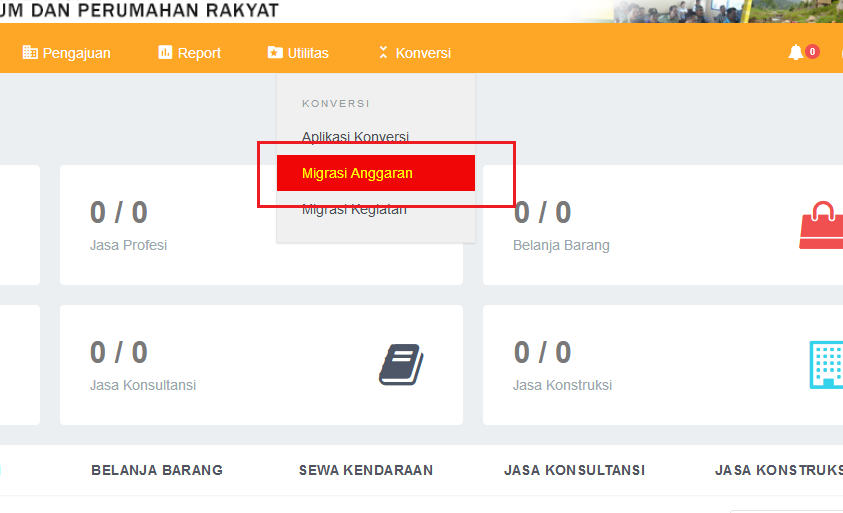 UM DAN PERUMAHAN RAKYAT
Pengajuan
Report
Utilitas
Konversi
0
KONVERSI
Aplikasi Konversi
Migrasi Anggaran
Migrasi Kegiatan
0 / 0
Jasa Profesi
0 / 0
Belanja Barang
0 / 0
Jasa Konsultansi
0 / 0
Jasa Konstruksi
BELANJA BARANG
SEWA KENDARAAN
JASA KONSULTANSI
JASA KONSTRUKS